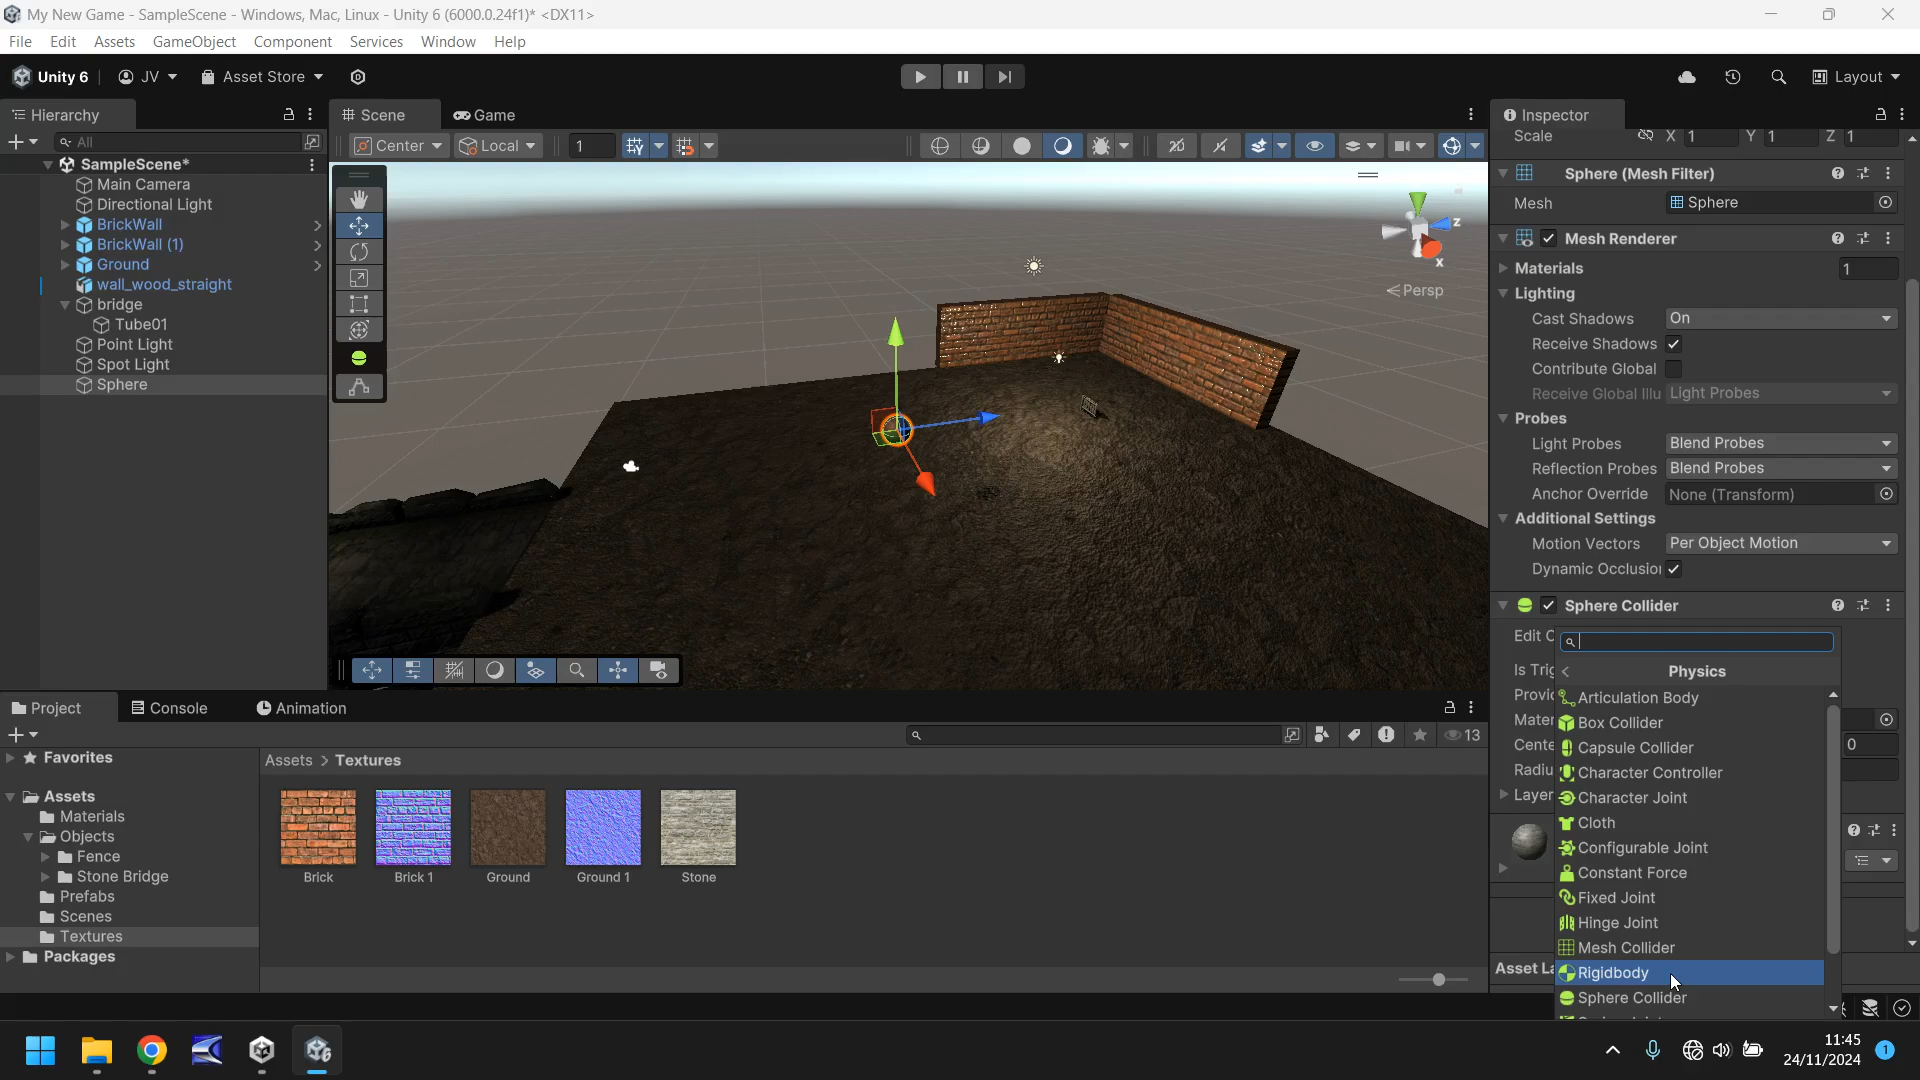 My New Game - SampleScene - Windows, Mac, Linux - Unity 6 (6000.0.24f1)* <DX11>
File Edit Assets GameObject Component Services Window Help
Unity 6 JV Asset Store Layout
Hierarchy Scene Game Inspector
All Center Local 1 Scale X 1 Y 1 Z 1
SampleScene*
Main Camera
Directional Light
BrickWall
BrickWall (1)
Ground
wall_wood_straight
bridge
Tube01
Point Light
Spot Light
Sphere
z
x
Persp
Sphere (Mesh Filter)
Mesh Sphere
Mesh Renderer
Materials 1
Lighting
Cast Shadows On
Receive Shadows
Contribute Global
Receive Global Illu Light Probes
Probes
Light Probes Blend Probes
Reflection Probes Blend Probes
Anchor Override None (Transform)
Additional Settings
Motion Vectors Per Object Motion
Dynamic Occlusio
Sphere Collider
Edit C
Is Trig
Provi
Mate
Cente 0
Radiu
Layer
Asset La
Physics
Articulation Body
Box Collider
Capsule Collider
Character Controller
Character Joint
Cloth
Configurable Joint
Constant Force
Fixed Joint
Hinge Joint
Mesh Collider
Rigidbody
Sphere Collider
Project Console Animation
13
Favorites
Assets
Materials
Objects
Fence
Stone Bridge
Prefabs
Scenes
Textures
Packages
Assets > Textures
Brick Brick 1 Ground Ground 1 Stone
11:45
24/11/2024
1